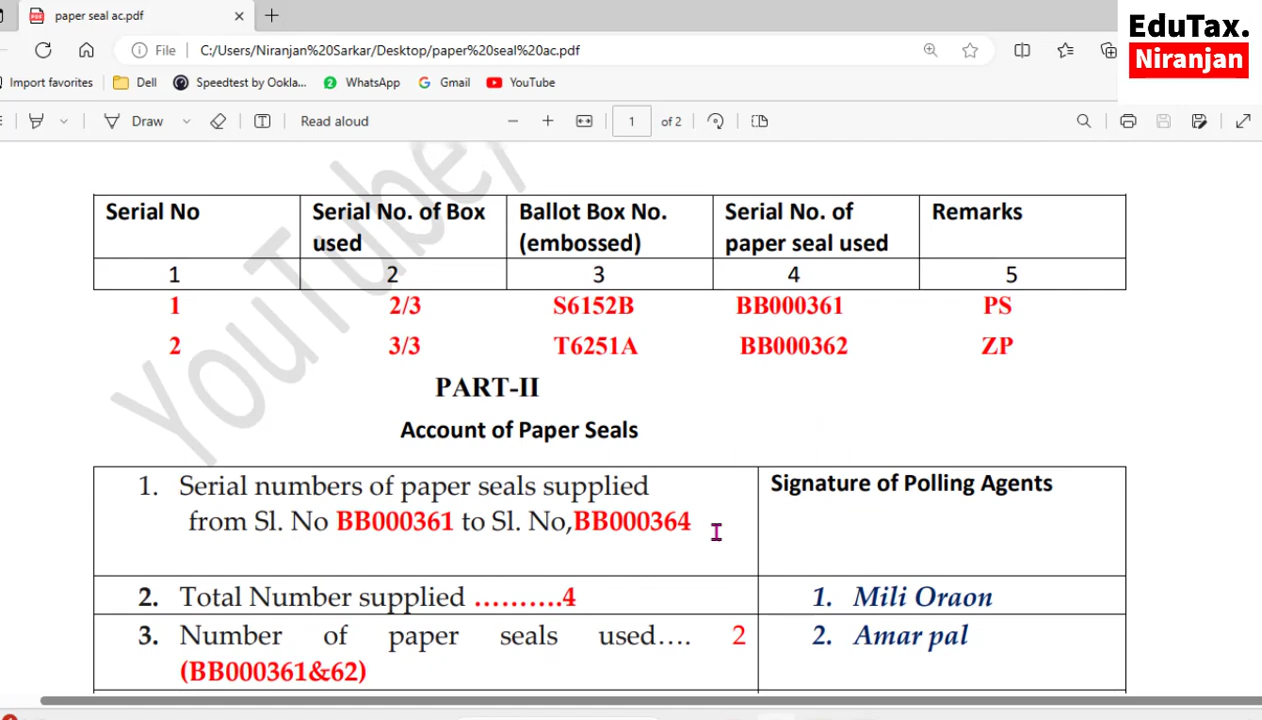 paper seal ac.pdf
EduTax.
Niranjan
File C:/Users/Niranjan%20Sarkar/Desktop/paper%20seal%20ac.pdf
Import favorites Dell Speedtest by Ookla... 2 WhatsApp Gmail YouTube
Draw Read aloud 1 of 2
YouTube,
Serial No Serial No. of Box used Ballot Box No. (embossed) Serial No. of paper seal used Remarks
1 2 3 4 5
1 2/3 S6152B BB000361 PS
2 3/3 T6251A BB000362 ZP
PART-II
Account of Paper Seals
1. Serial numbers of paper seals supplied
from Sl. No BB000361 to Sl. No,BB000364
Signature of Polling Agents
2. Total Number supplied ..........4 1. Mili Oraon
3. Number of paper seals used.... 2 2. Amar pal
(BB000361&62)